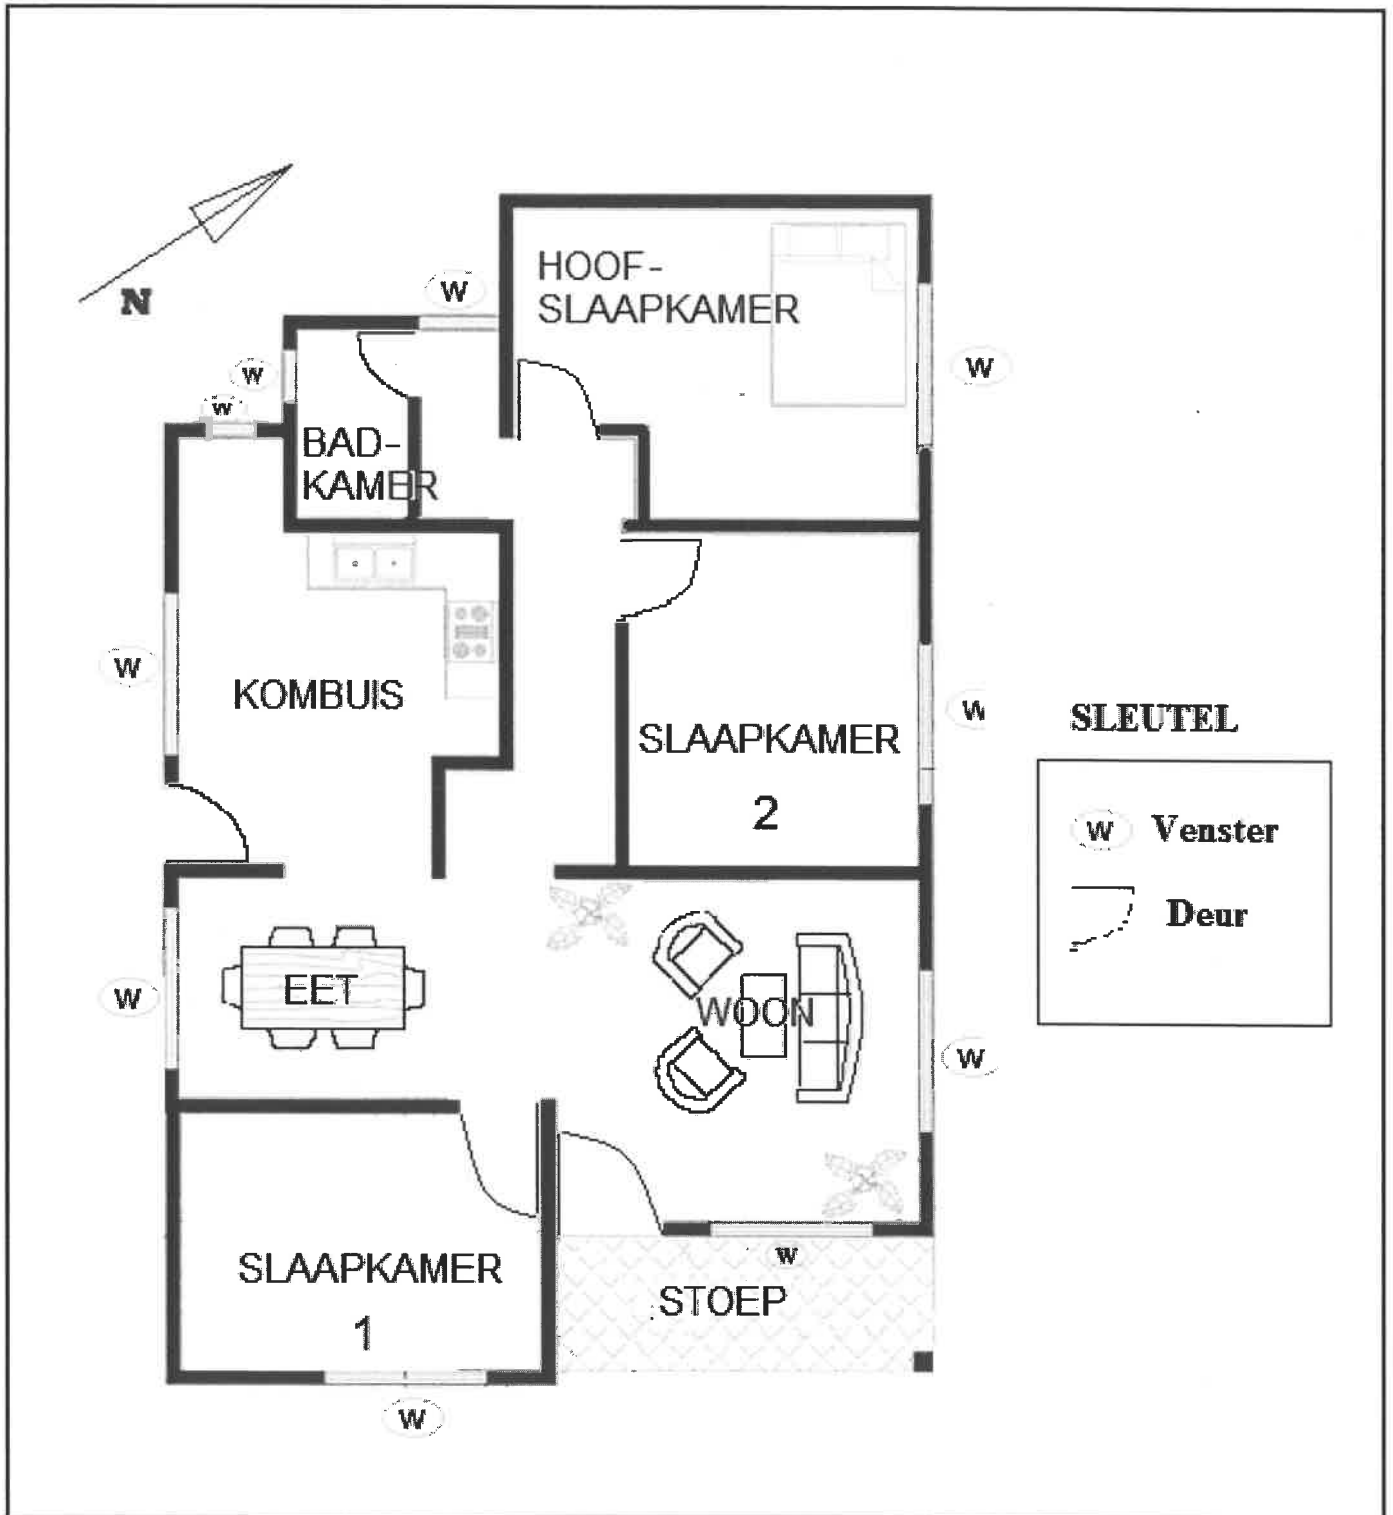 N
W
HOOF-
SLAAPKAMER
W
W
W
BAD-
KAMER
W
KOMBUIS
SLAAPKAMER
2
W
SLEUTEL
W Venster
Deur
W
EET
WOON
W
SLAAPKAMER
1
W
STOEP
W